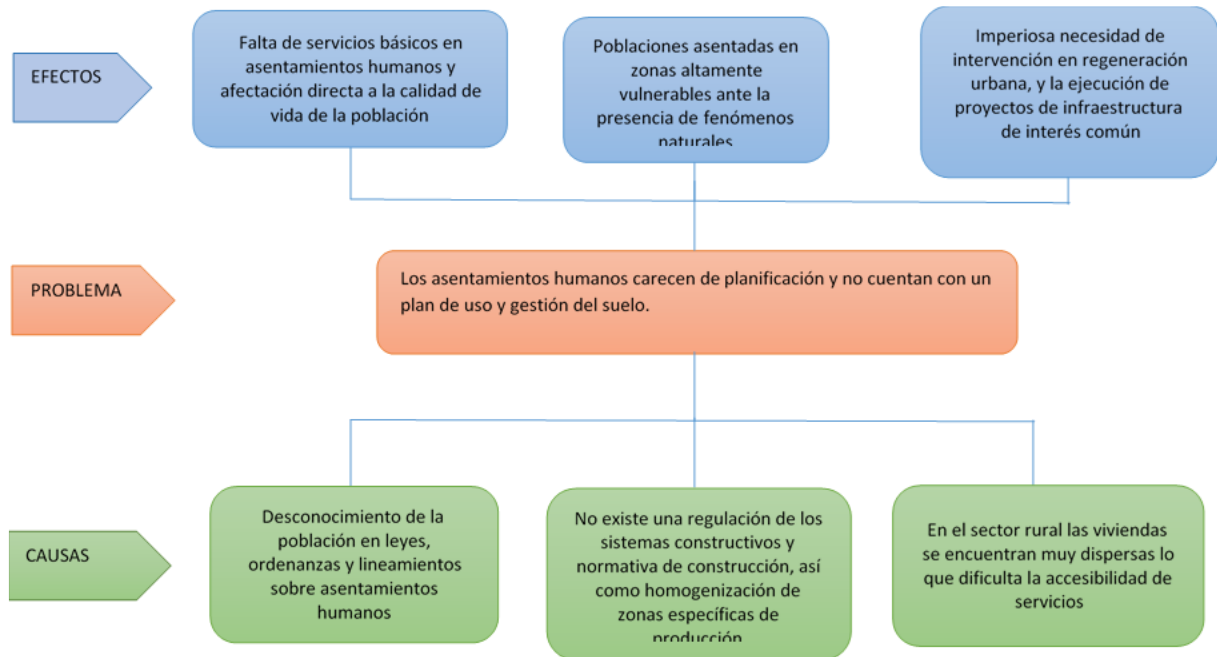 EFECTOS
Falta de servicios básicos en
asentamientos humanos y
afectación directa a la calidad de
vida de la población
Poblaciones asentadas en
zonas altamente
vulnerables ante la
presencia de fenómenos
naturales.
Imperiosa necesidad de
intervención en regeneración
urbana, y la ejecución de
proyectos de infraestructura
de interés común
PROBLEMA
Los asentamientos humanos carecen de planificación y no cuentan con un
plan de uso y gestión del suelo.
CAUSAS
Desconocimiento de la
población en leyes,
ordenanzas y lineamientos
sobre asentamientos
humanos
No existe una regulación de los
sistemas constructivos y
normativa de construcción, así
como homogenización de
zonas específicas de
producción
En el sector rural las viviendas
se encuentran muy dispersas lo
que dificulta la accesibilidad de
servicios